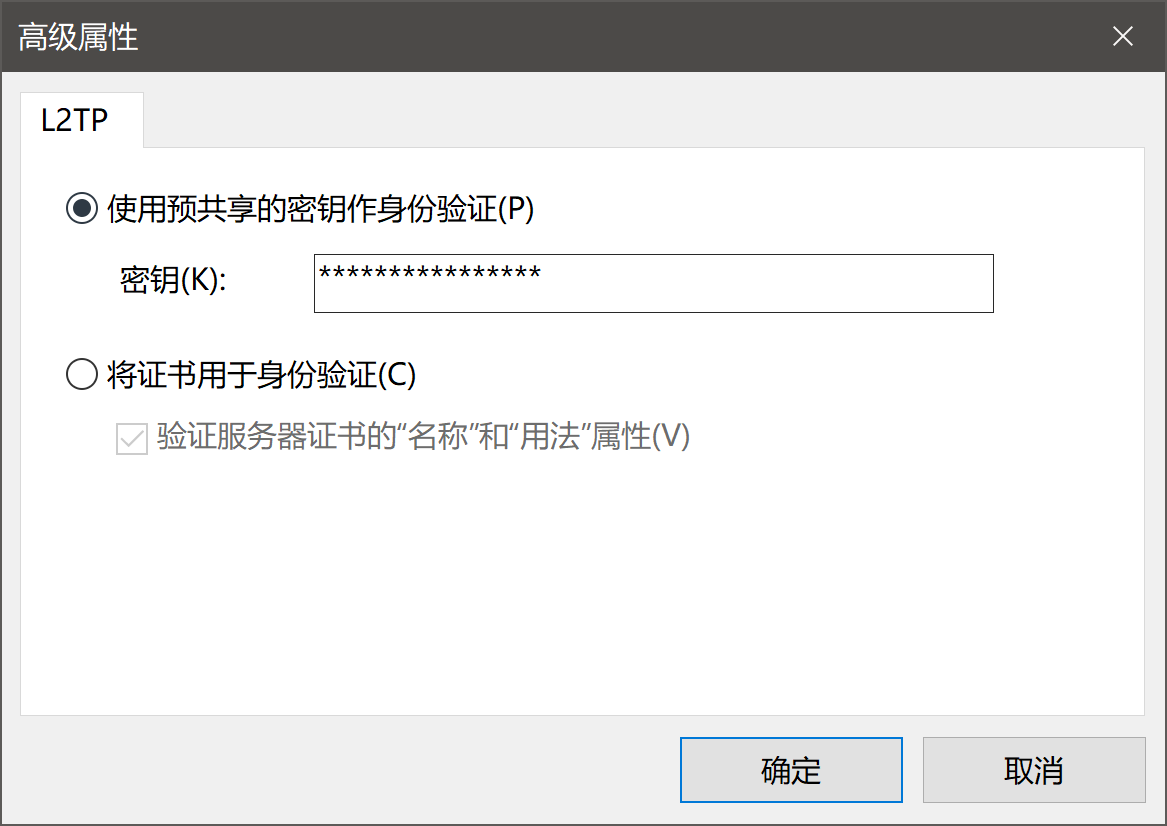 高级属性
L2TP
使用预共享的密钥作身份验证(P)
密钥(K):
****************
将证书用于身份验证(C)
验证服务器证书的“名称”和“用法”属性(V)
确定
取消